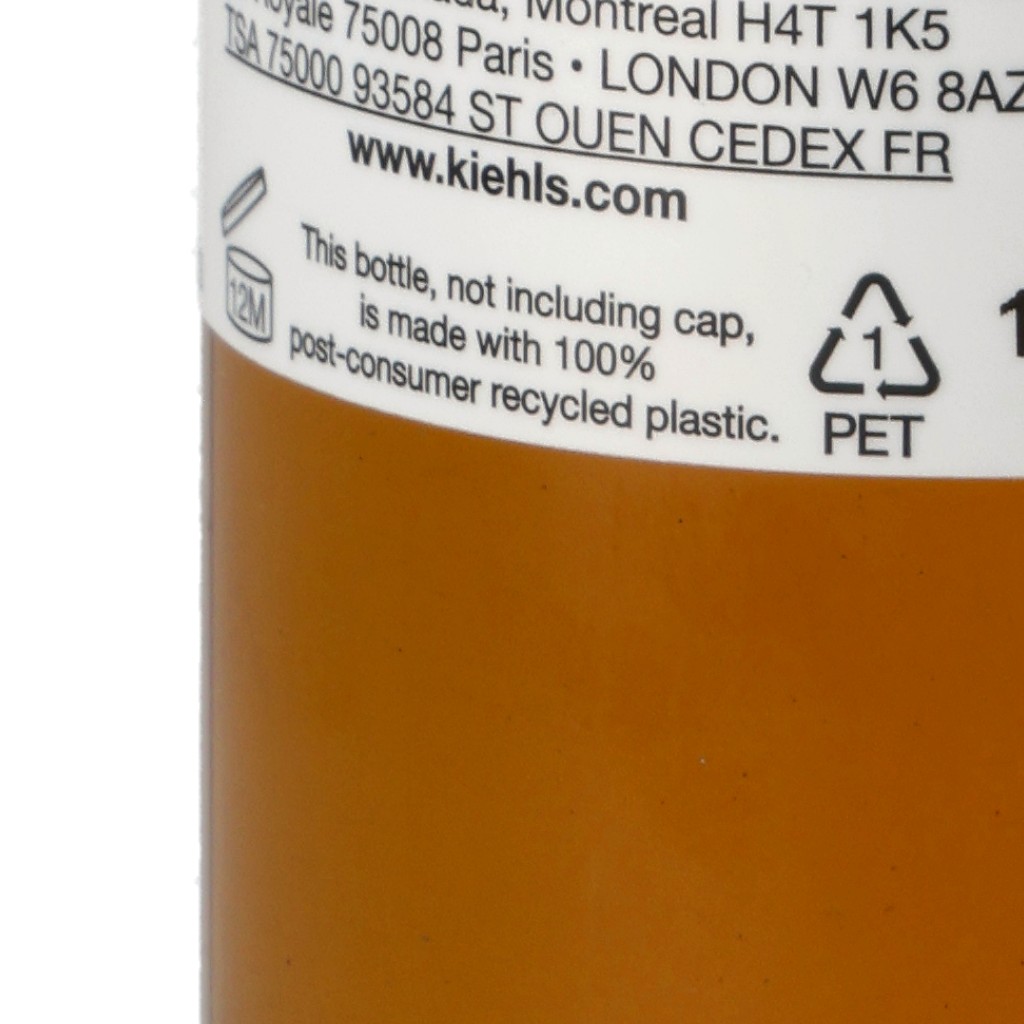 Montreal H4T 1K5
75008 Paris • LONDON W6 8AZ
TSA 75000 93584 ST OUEN CEDEX FR
www.kiehls.com
12M
This bottle, not including cap,
is made with 100%
post-consumer recycled plastic.
1
PET